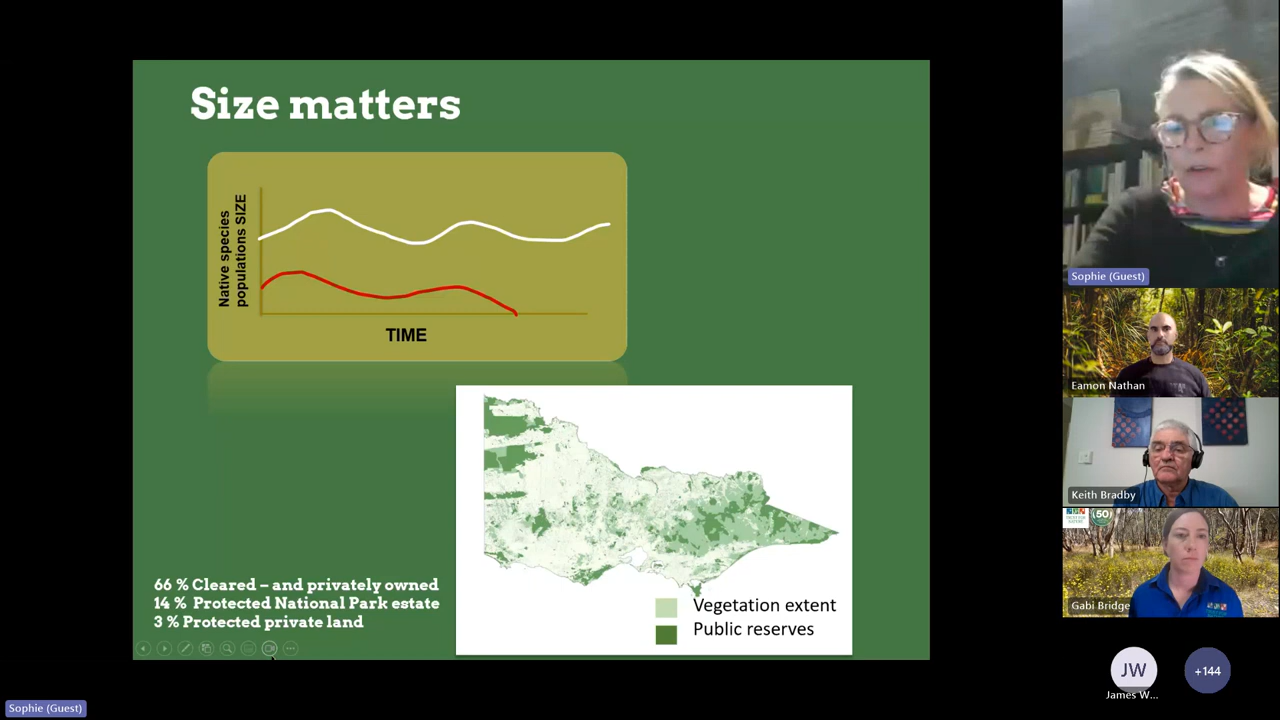 Size matters
Native species
populations SIZE
TIME
66 % Cleared – and privately owned
14 % Protected National Park estate
3 % Protected private land
Vegetation extent
Public reserves
Sophie (Guest)
Sophie (Guest)
Eamon Nathan
Keith Bradby
50
Gabi Bridge
JW
James W...
+144